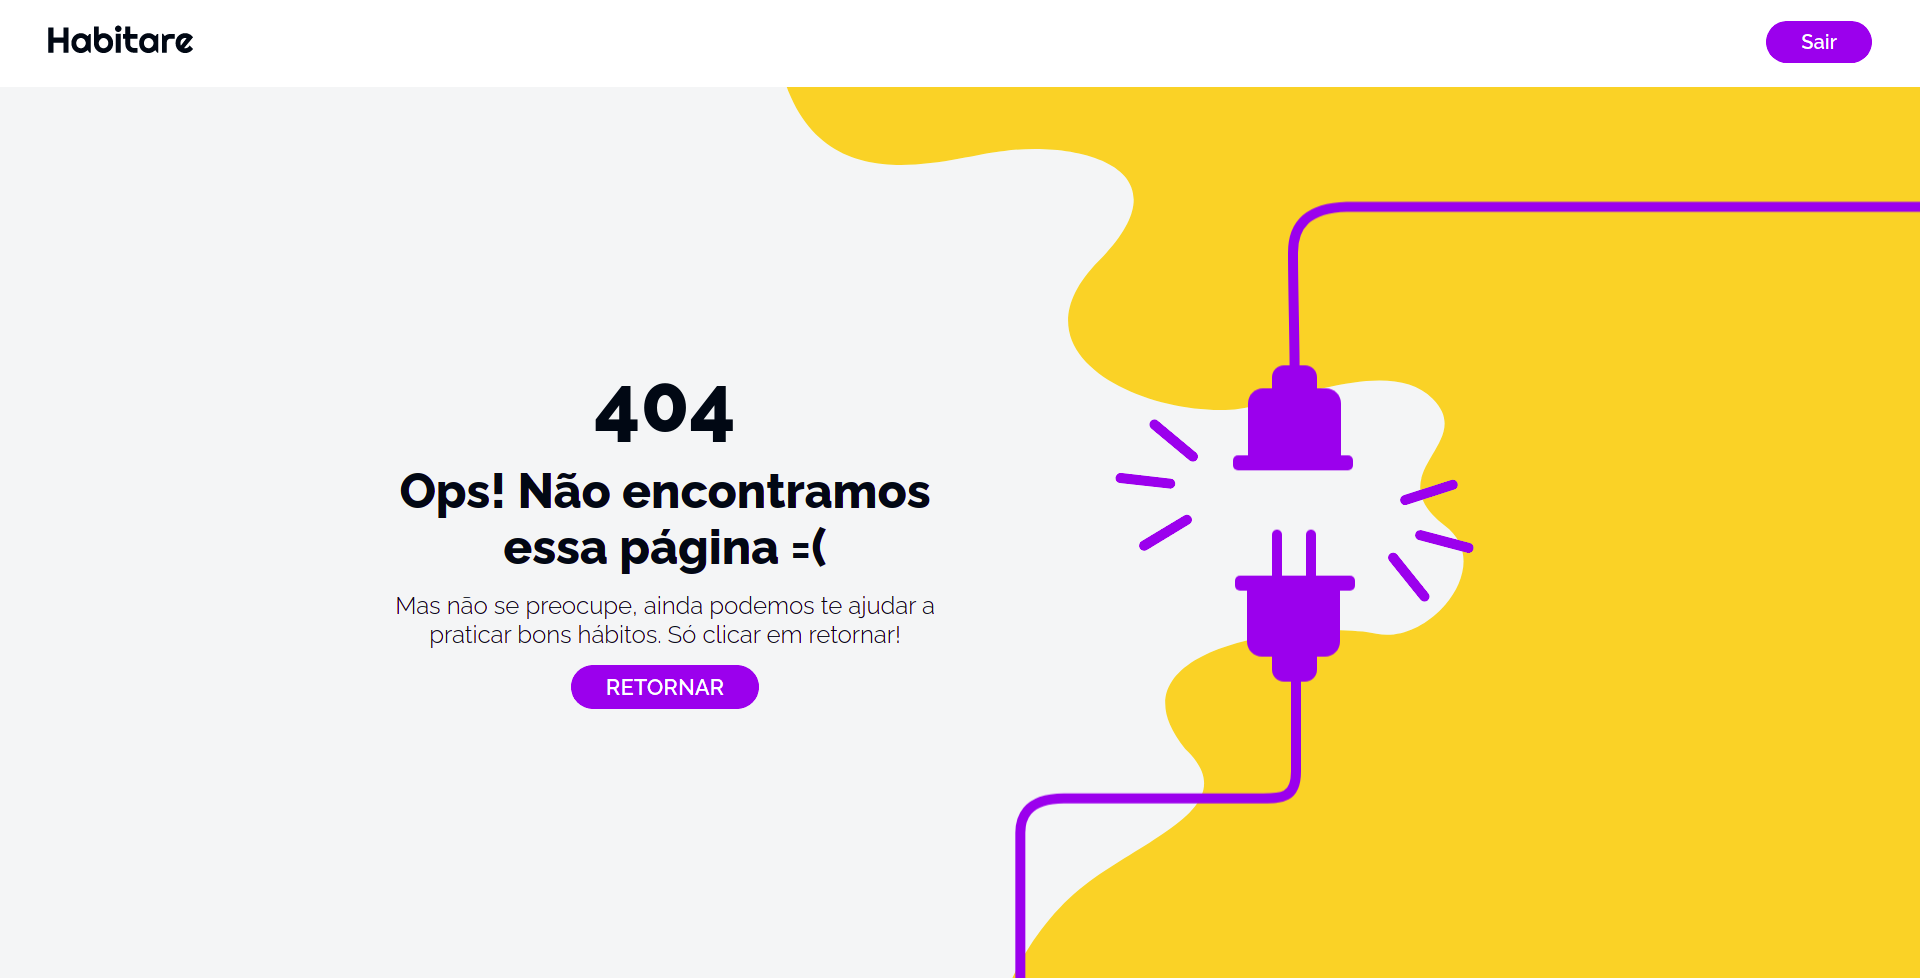 Habitare
Sair
404
Ops! Não encontramos
essa página =(
Mas não se preocupe, ainda podemos te ajudar a
praticar bons hábitos. Só clicar em retornar!
RETORNAR